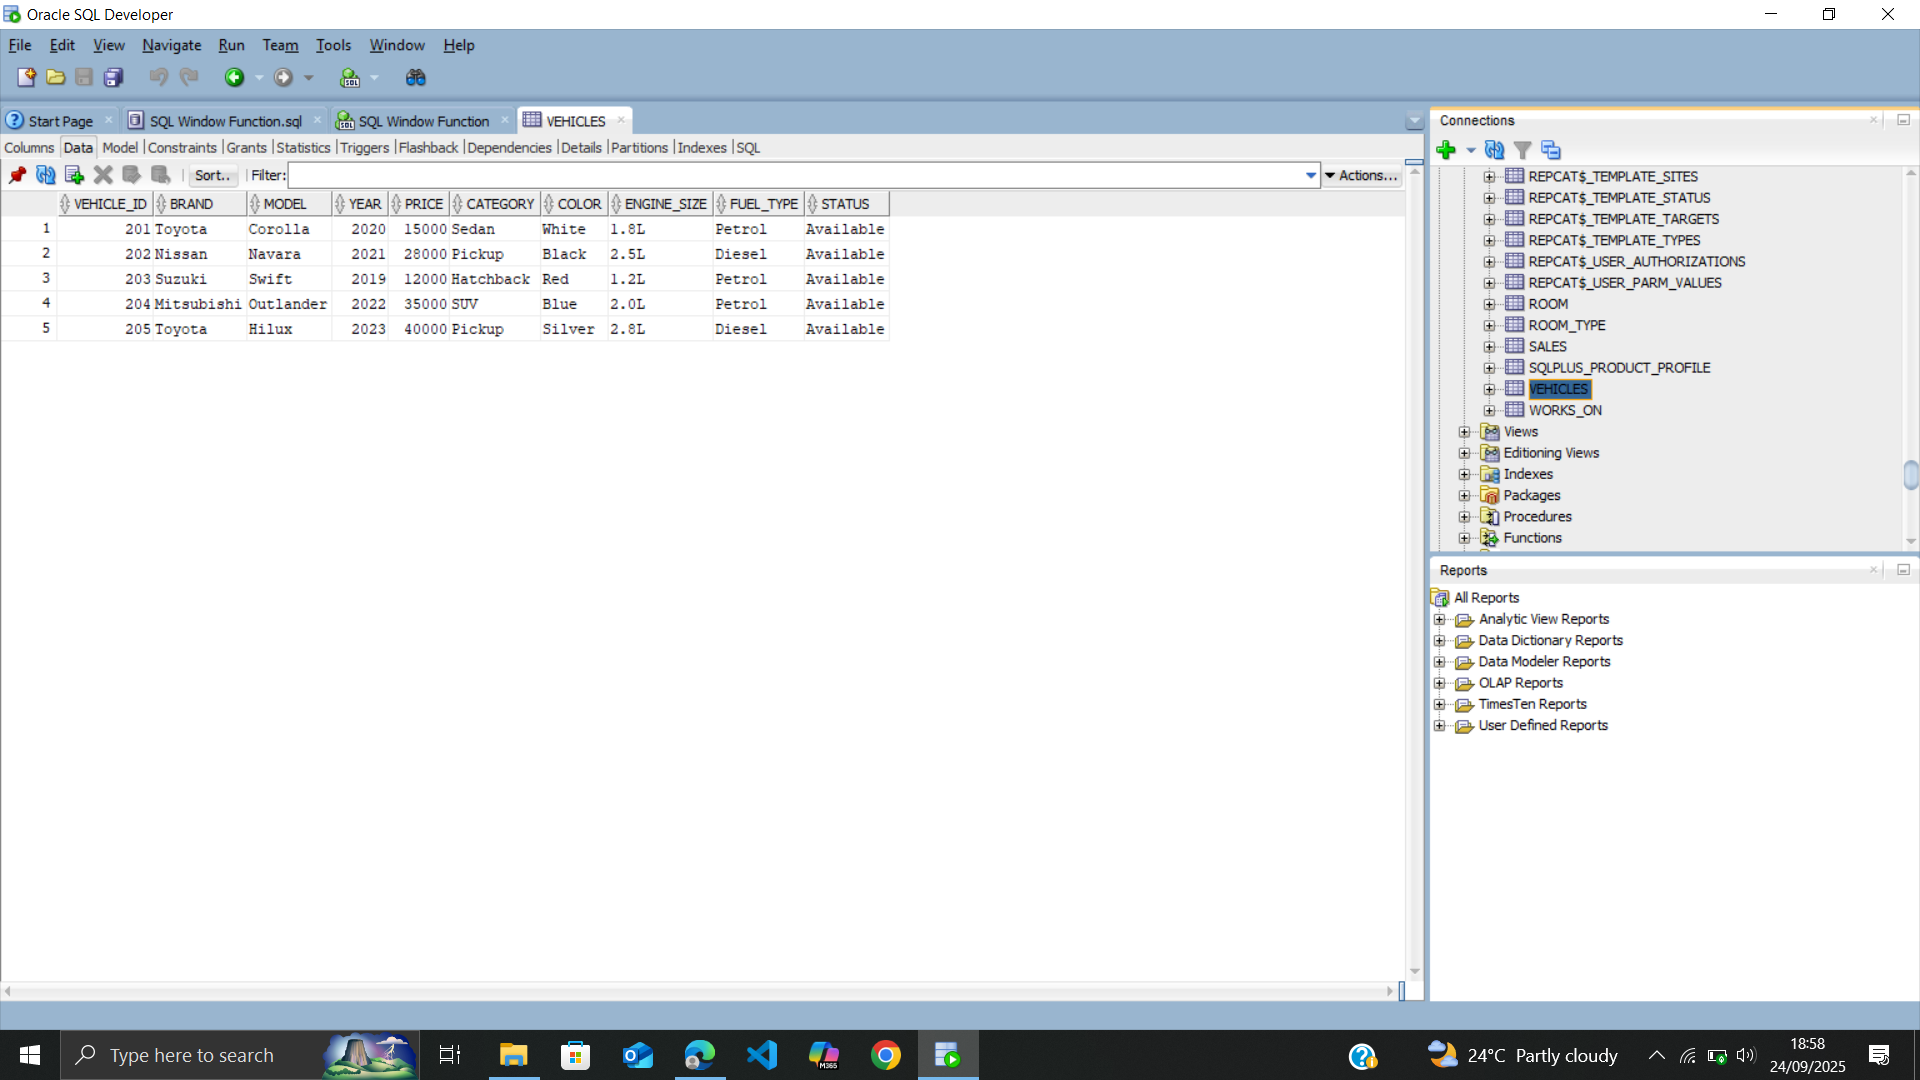 Oracle SQL Developer
File Edit View Navigate Run Team Tools Window Help
Start Page SQL Window Function.sql SQL Window Function VEHICLES
Columns Data Model Constraints Grants Statistics Triggers Flashback Dependencies Details Partitions Indexes SQL
Sort.. Filter: Actions...
VEHICLE_ID BRAND MODEL YEAR PRICE CATEGORY COLOR ENGINE_SIZE FUEL_TYPE STATUS
1 201 Toyota Corolla 2020 15000 Sedan White 1.8L Petrol Available
2 202 Nissan Navara 2021 28000 Pickup Black 2.5L Diesel Available
3 203 Suzuki Swift 2019 12000 Hatchback Red 1.2L Petrol Available
4 204 Mitsubishi Outlander 2022 35000 SUV Blue 2.0L Petrol Available
5 205 Toyota Hilux 2023 40000 Pickup Silver 2.8L Diesel Available
Connections
REPCAT$_TEMPLATE_SITES
REPCAT$_TEMPLATE_STATUS
REPCAT$_TEMPLATE_TARGETS
REPCAT$_TEMPLATE_TYPES
REPCAT$_USER_AUTHORIZATIONS
REPCAT$_USER_PARM_VALUES
ROOM
ROOM_TYPE
SALES
SQLPLUS_PRODUCT_PROFILE
VEHICLES
WORKS_ON
Views
Editioning Views
Indexes
Packages
Procedures
Functions
Reports
All Reports
Analytic View Reports
Data Dictionary Reports
Data Modeler Reports
OLAP Reports
TimesTen Reports
User Defined Reports
Type here to search
M365
24°C Partly cloudy
18:58
24/09/2025